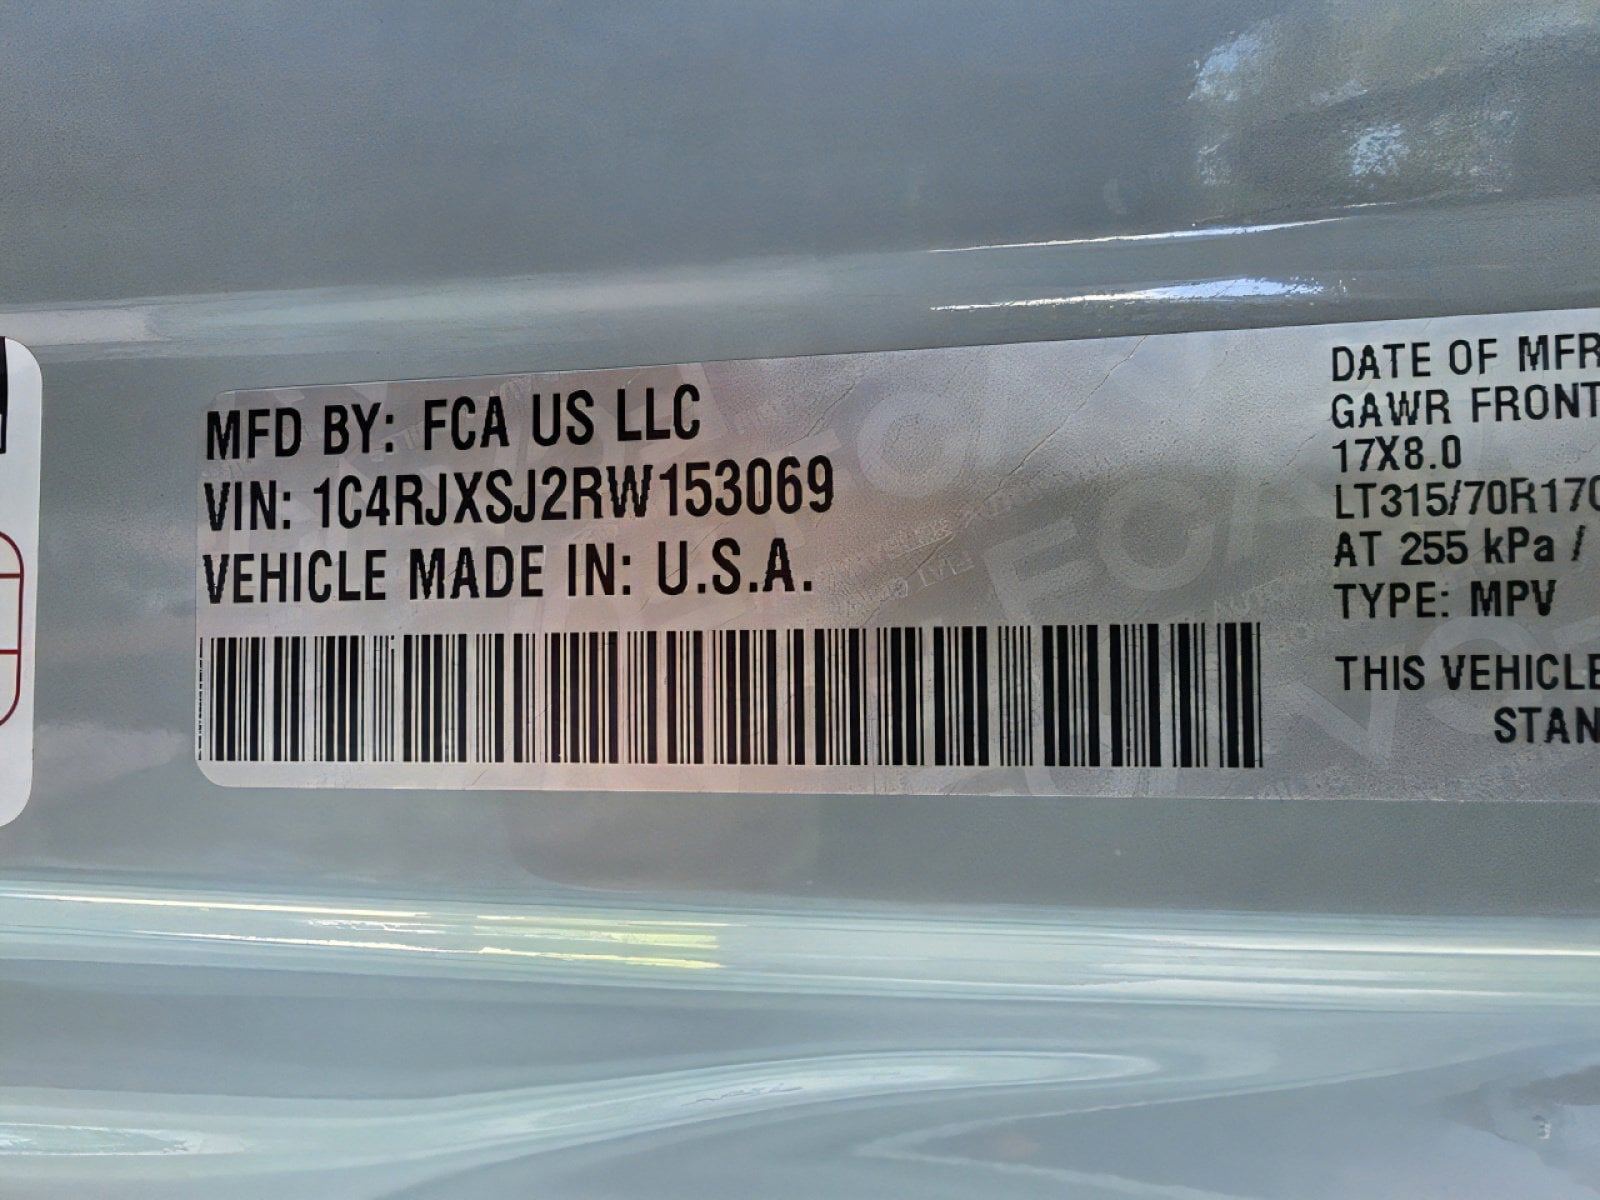 MFD BY: FCA US LLC
VIN: 1C4RJXSJ2RW153069
VEHICLE MADE IN: U.S.A.
DATE OF MFR
GAWR FRONT
17X8.0
LT315/70R17C
AT 255 kPa /
TYPE: MPV
THIS VEHICLE
STAN